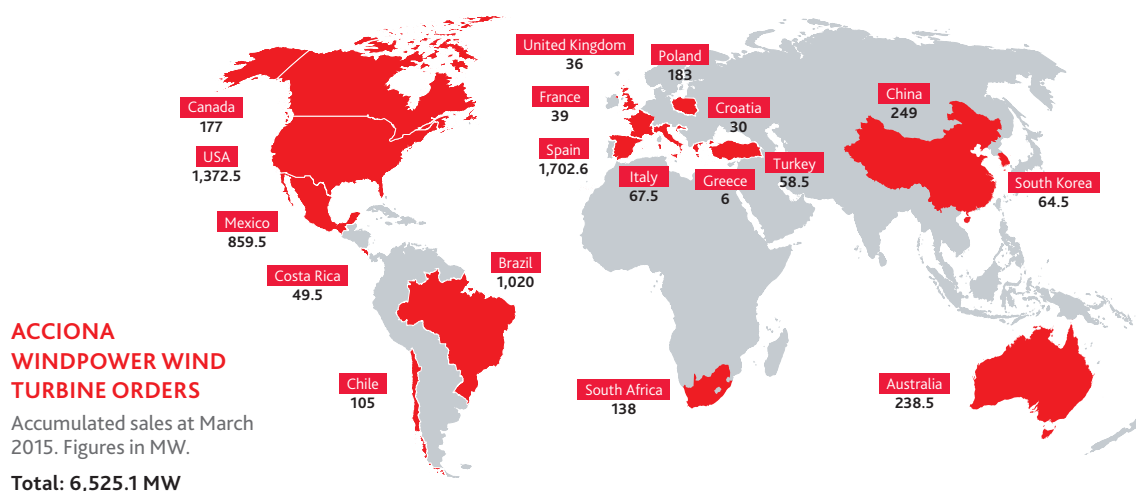 United Kingdom
36
Poland
183
Canada
177
France
39
Croatia
30
China
249
USA
1,372.5
Spain
1,702.6
Italy
67.5
Greece
6
Turkey
58.5
South Korea
64.5
Mexico
859.5
Costa Rica
49.5
Brazil
1,020
Chile
105
South Africa
138
Australia
238.5
ACCIONA
WINDPOWER WIND
TURBINE ORDERS
Accumulated sales at March
2015. Figures in MW.
Total: 6,525.1 MW